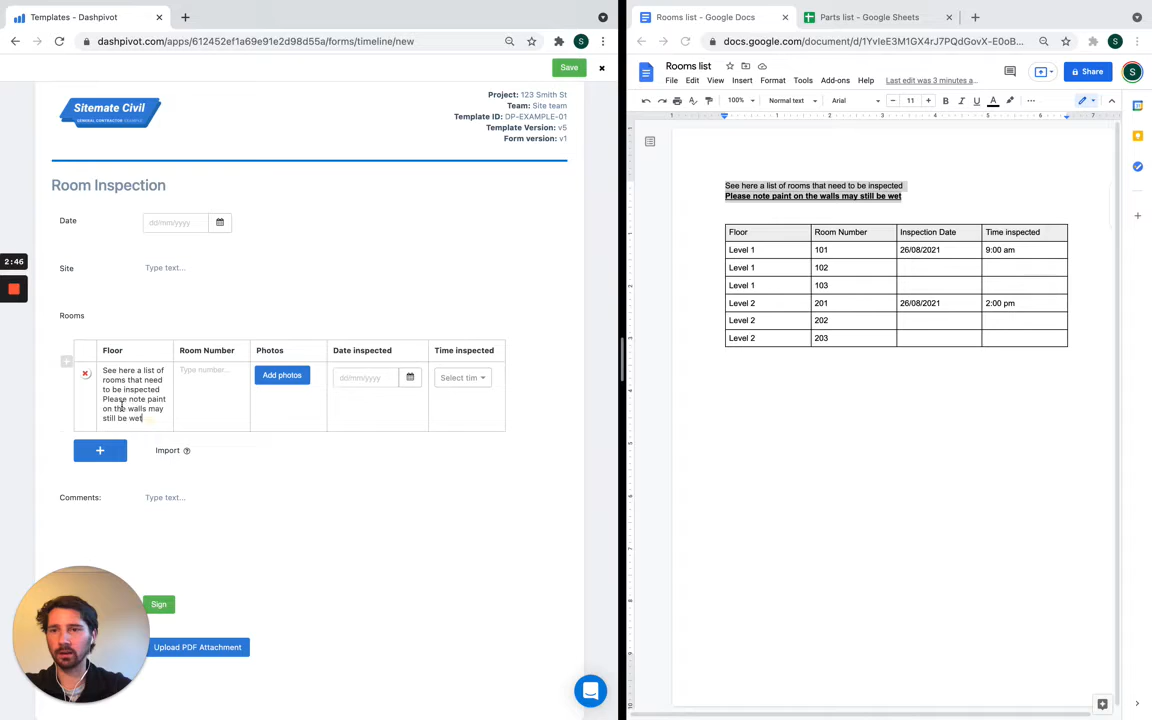 Templates - Dashpivot
dashpivot.com/apps/612452ef1a69e91e2d98d55a/forms/timeline/new
S
Save
Sitemate Civil
GENERAL CONTRACTOR EXAMPLE
Project: 123 Smith St
Team: Site team
Template ID: DP-EXAMPLE-01
Template Version: v5
Form version: v1
Room Inspection
Date
dd/mm/yyyy
Site
Type text...
2:46
Rooms
Floor
Room Number
Photos
Date inspected
Time inspected
See here a list of
rooms that need
to be inspected
Please note paint
on the walls may
still be wet
Type number...
Add photos
dd/mm/yyyy
Select tim
+
Import
Comments:
Type text...
Sign
Upload PDF Attachment
Rooms list - Google Docs
Parts list - Google Sheets
docs.google.com/document/d/1YvIeE3M1GX4rJ7PQdGovX-E0oB...
S
Rooms list
File Edit View Insert Format Tools Add-ons Help
Last edit was 3 minutes a...
Share
S
100% Normal text Arial 11 B I U A
See here a list of rooms that need to be inspected
Please note paint on the walls may still be wet
Floor Room Number Inspection Date Time inspected
Level 1 101 26/08/2021 9:00 am
Level 1 102
Level 1 103
Level 2 201 26/08/2021 2:00 pm
Level 2 202
Level 2 203